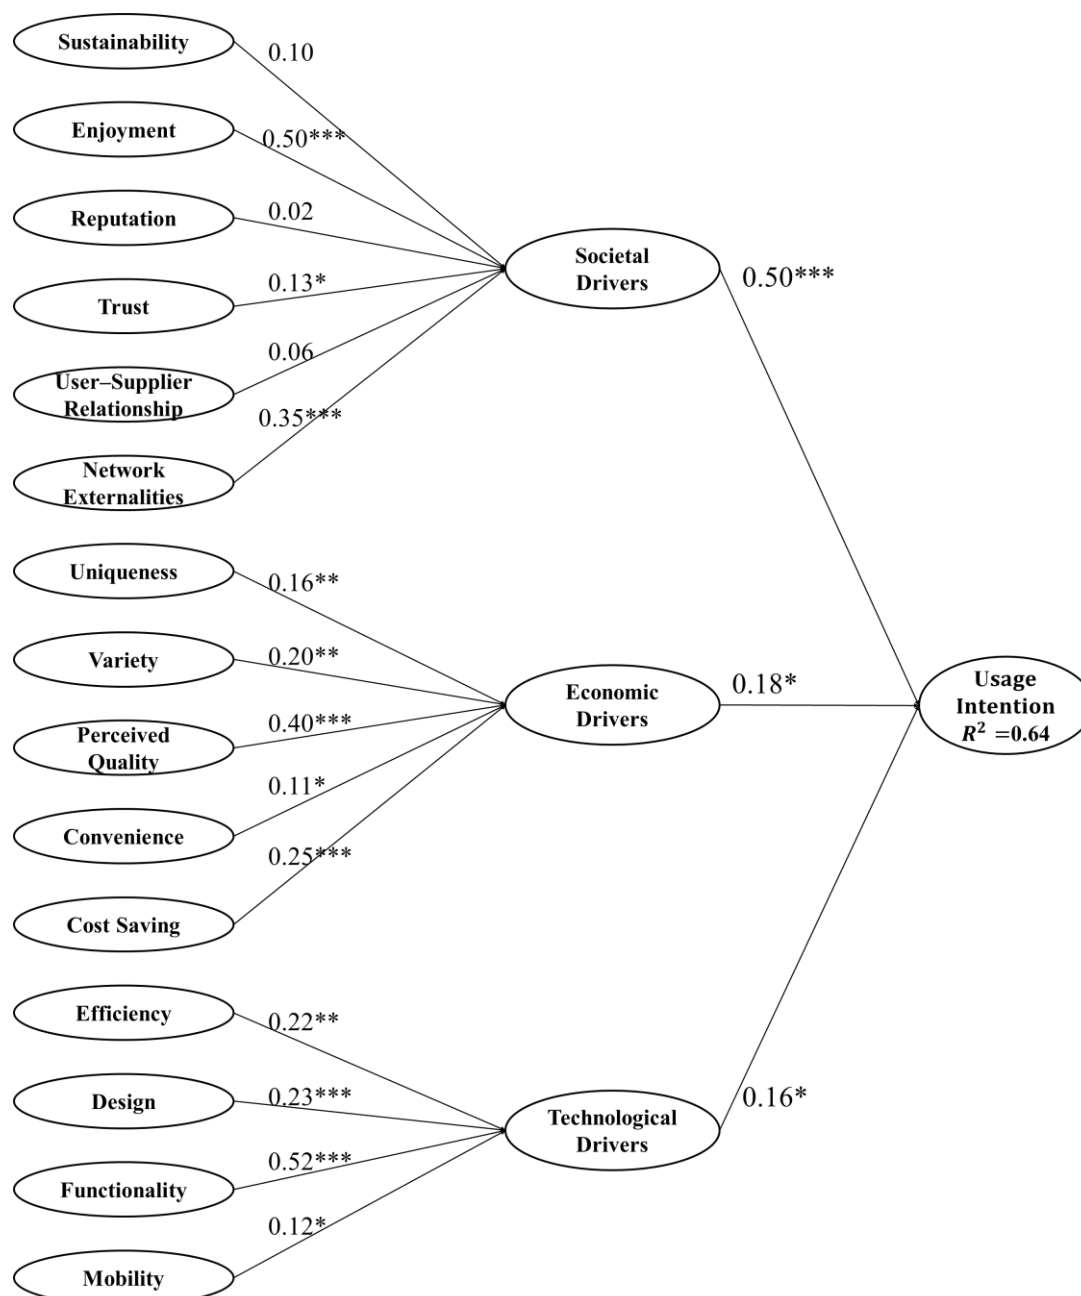 Sustainability
0.10
Enjoyment
0.50***
Reputation
0.02
Trust
0.13*
User–Supplier
Relationship
0.06
Network
Externalities
0.35***
Societal
Drivers
0.50***
Uniqueness
0.16**
Variety
0.20**
Perceived
Quality
0.40***
Convenience
0.11*
Cost Saving
0.25***
Economic
Drivers
0.18*
Usage
Intention
R² =0.64
Efficiency
0.22**
Design
0.23***
Functionality
0.52***
Mobility
0.12*
Technological
Drivers
0.16*